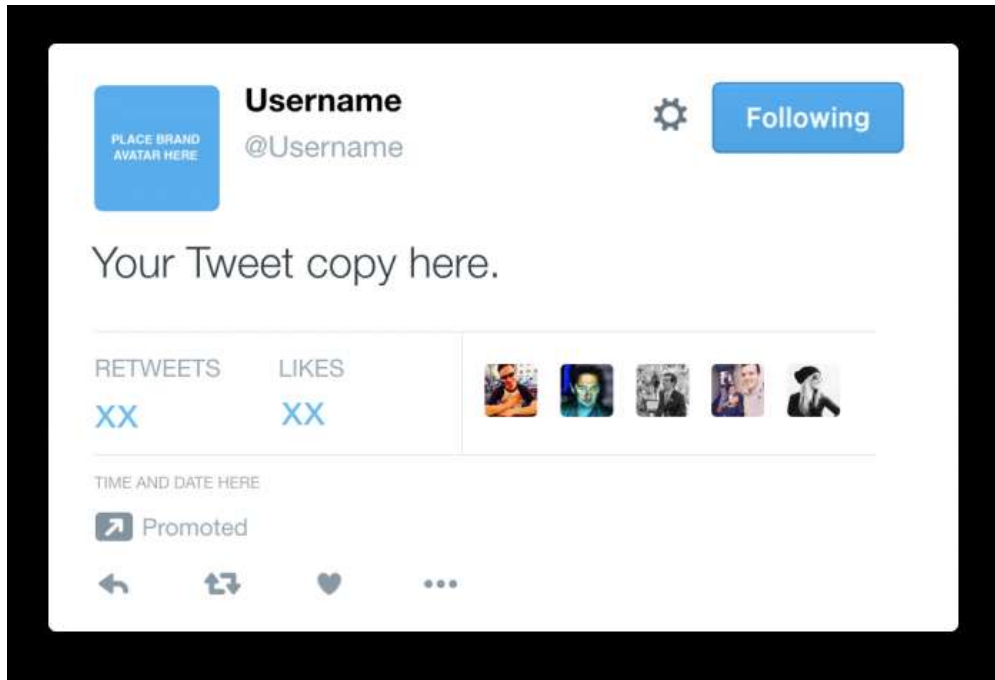 PLACE BRAND
AVATAR HERE
Username
@Username
Following
Your Tweet copy here.
RETWEETS
LIKES
XX
XX
TIME AND DATE HERE
Promoted